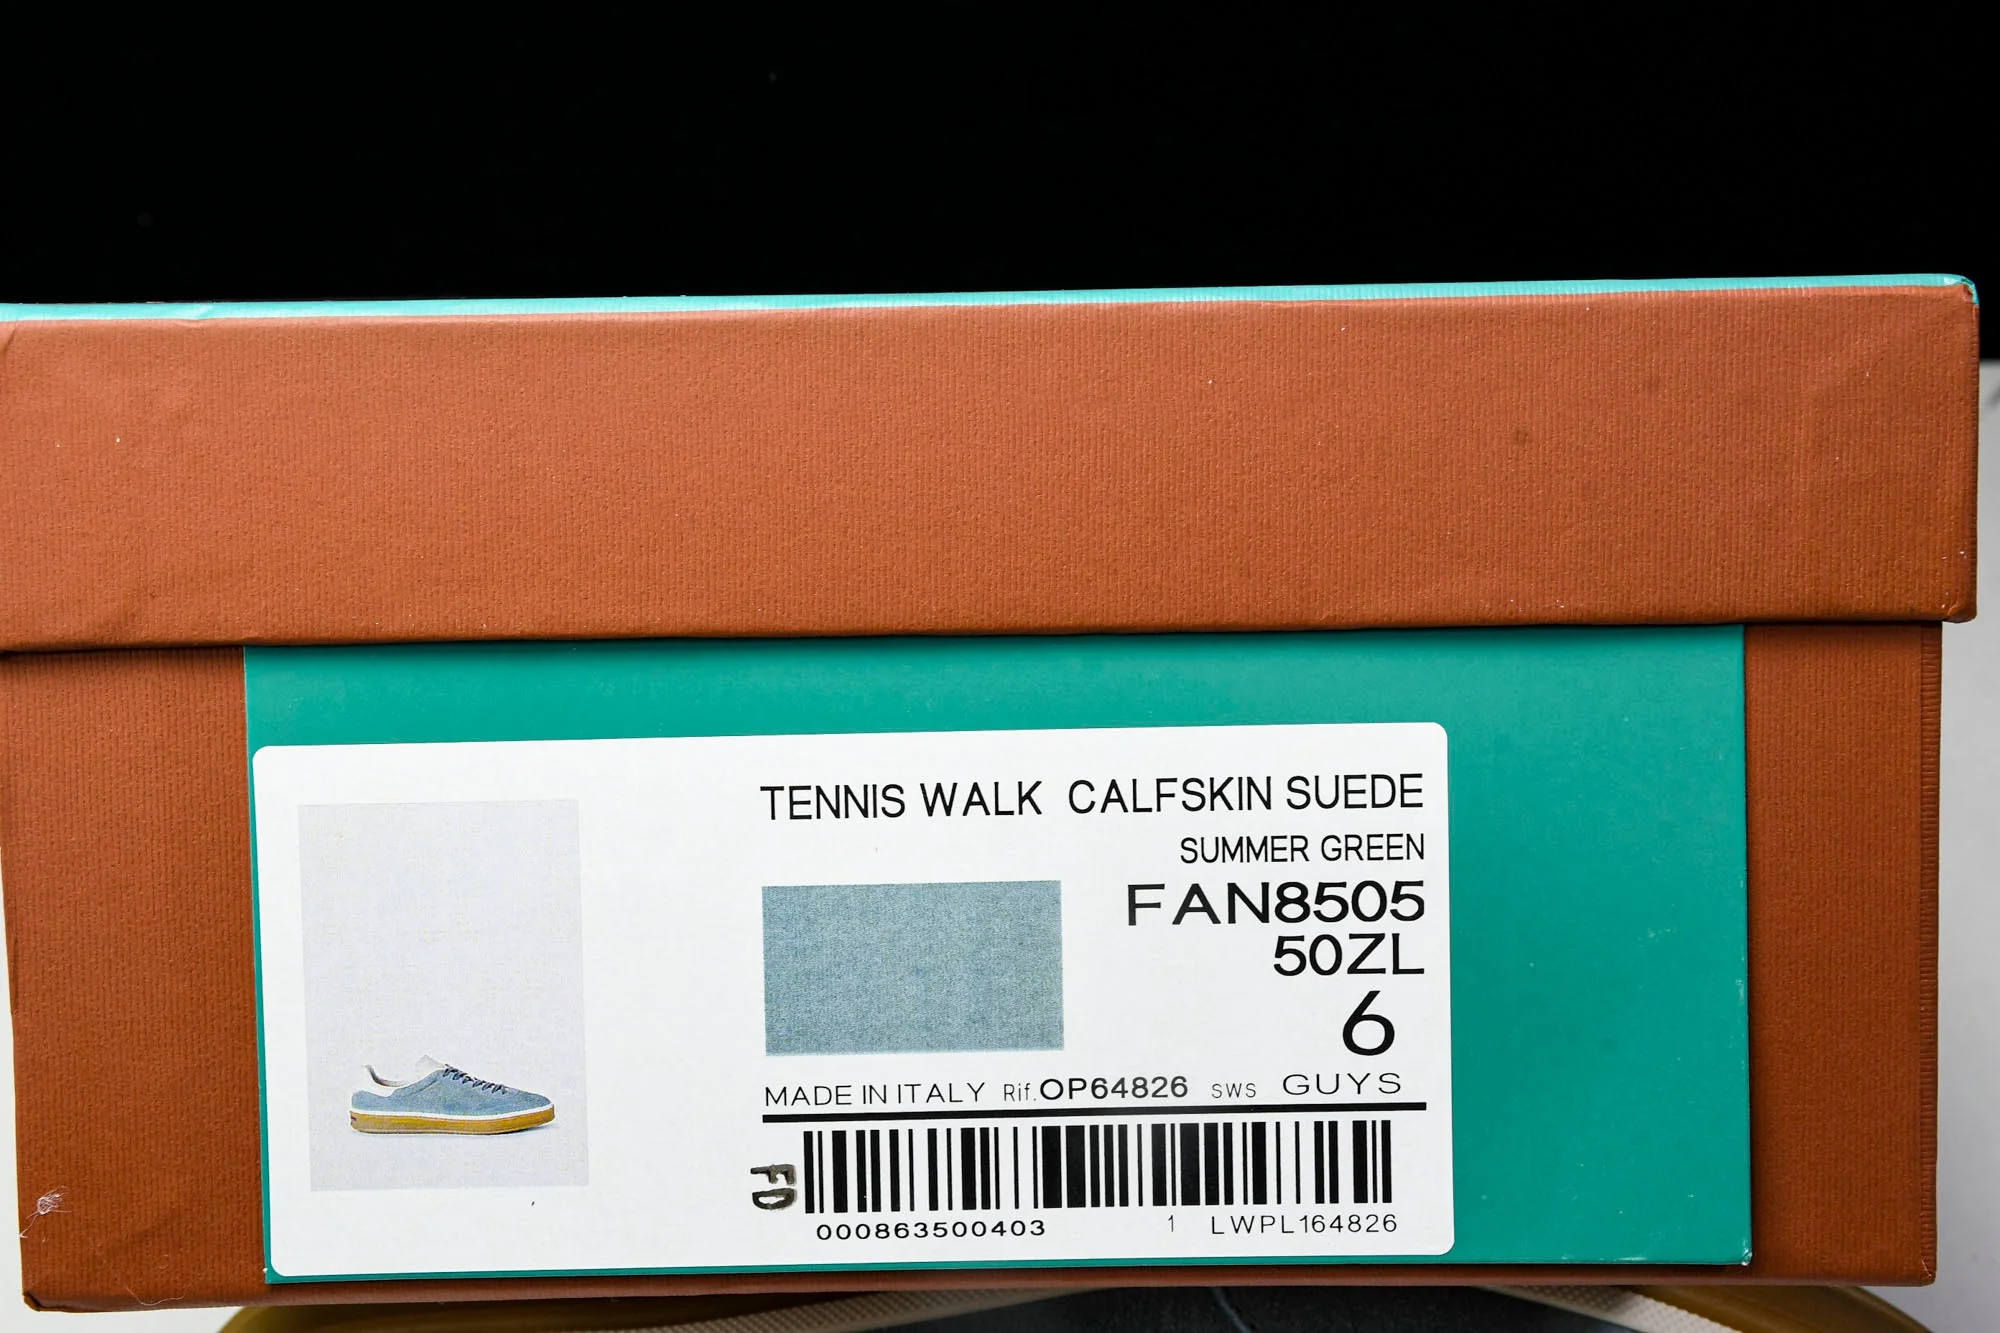 TENNIS WALK CALFSKIN SUEDE
SUMMER GREEN
FAN8505
50ZL
6
MADE IN ITALY Rif.OP64826 SWS GUYS
FD
000863500403 1 LWPL164826